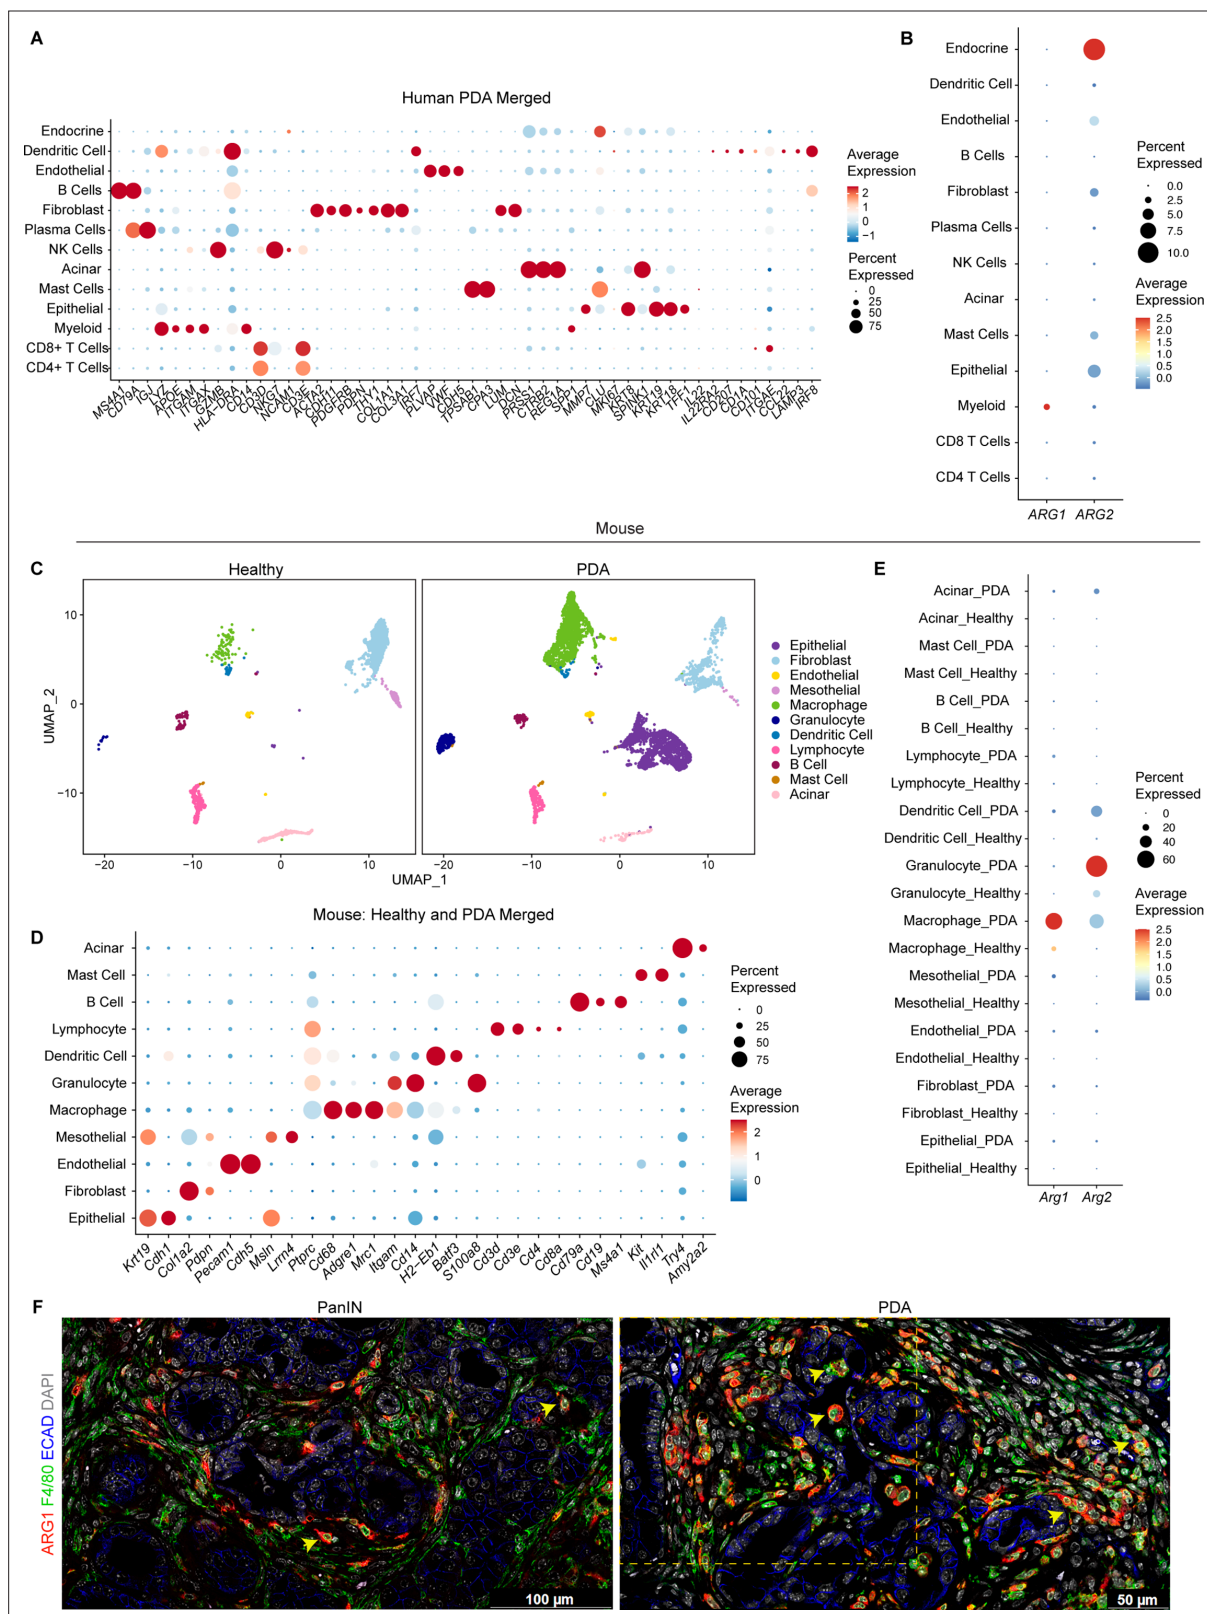 A
Human PDA Merged
Endocrine
Dendritic Cell
Endothelial
B Cells
Fibroblast
Plasma Cells
NK Cells
Acinar
Mast Cells
Epithelial
Myeloid
CD8+ T Cells
CD4+ T Cells
MS4A1
CD79A
IGJ
LYZ
APOE
ITGAM
ITGAX
GZMB
HLA-DRA
CD14
CD3D
NKG7
NCAM1
CD3E
ACTA2
CDH11
PDGFRB
PDPN
THY1
COL1A1
COL3A1
IRF7
PLVAP
VWF
CDH5
TPSAB1
CPA3
LUM
DCN
PRSS1
CTRB2
REG1A
SPP1
MMP7
CLU
MKI67
KRT8
SPINK1
KRT19
KRT18
TFF1
IL22
IL22RA2
CD207
CD1A
CD101
ITGAE
CCL22
LAMP3
IRF8
Average
Expression
2
1
0
−1
Percent
Expressed
0
25
50
75
B
Endocrine
Dendritic Cell
Endothelial
B Cells
Fibroblast
Plasma Cells
NK Cells
Acinar
Mast Cells
Epithelial
Myeloid
CD8 T Cells
CD4 T Cells
ARG1
ARG2
Percent
Expressed
0.0
2.5
5.0
7.5
10.0
Average
Expression
2.5
2.0
1.5
1.0
0.5
0.0
Mouse
C
Healthy
PDA
UMAP_2
10
0
−10
−20
−10
0
10
−20
−10
0
10
UMAP_1
Epithelial
Fibroblast
Endothelial
Mesothelial
Macrophage
Granulocyte
Dendritic Cell
Lymphocyte
B Cell
Mast Cell
Acinar
D
Mouse: Healthy and PDA Merged
Acinar
Mast Cell
B Cell
Lymphocyte
Dendritic Cell
Granulocyte
Macrophage
Mesothelial
Endothelial
Fibroblast
Epithelial
Krt19
Cdh1
Col1a2
Pdpn
Pecam1
Cdh5
Msln
Lrrn4
Ptprc
Cd68
Adgre1
Mrc1
Itgam
Cd14
H2−Eb1
Batf3
S100a8
Cd3d
Cd3e
Cd4
Cd8a
Cd79a
Cd19
Ms4a1
Kit
Il1rl1
Try4
Amy2a2
Percent
Expressed
0
25
50
75
Average
Expression
2
1
0
E
Acinar_PDA
Acinar_Healthy
Mast Cell_PDA
Mast Cell_Healthy
B Cell_PDA
B Cell_Healthy
Lymphocyte_PDA
Lymphocyte_Healthy
Dendritic Cell_PDA
Dendritic Cell_Healthy
Granulocyte_PDA
Granulocyte_Healthy
Macrophage_PDA
Macrophage_Healthy
Mesothelial_PDA
Mesothelial_Healthy
Endothelial_PDA
Endothelial_Healthy
Fibroblast_PDA
Fibroblast_Healthy
Epithelial_PDA
Epithelial_Healthy
Arg1
Arg2
Percent
Expressed
0
20
40
60
Average
Expression
2.5
2.0
1.5
1.0
0.5
0.0
F
PanIN
PDA
ARG1 F4/80 ECAD DAPI
100 µm
50 µm